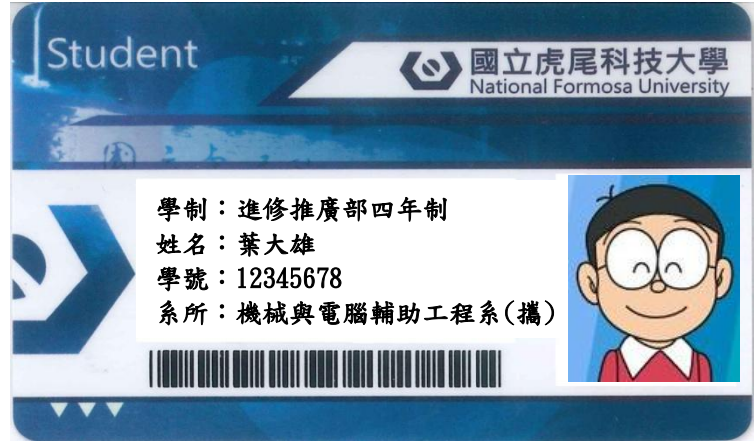 Student
國立虎尾科技大學
National Formosa University
學制：進修推廣部四年制
姓名：葉大雄
學號：12345678
系所：機械與電腦輔助工程系(攜)